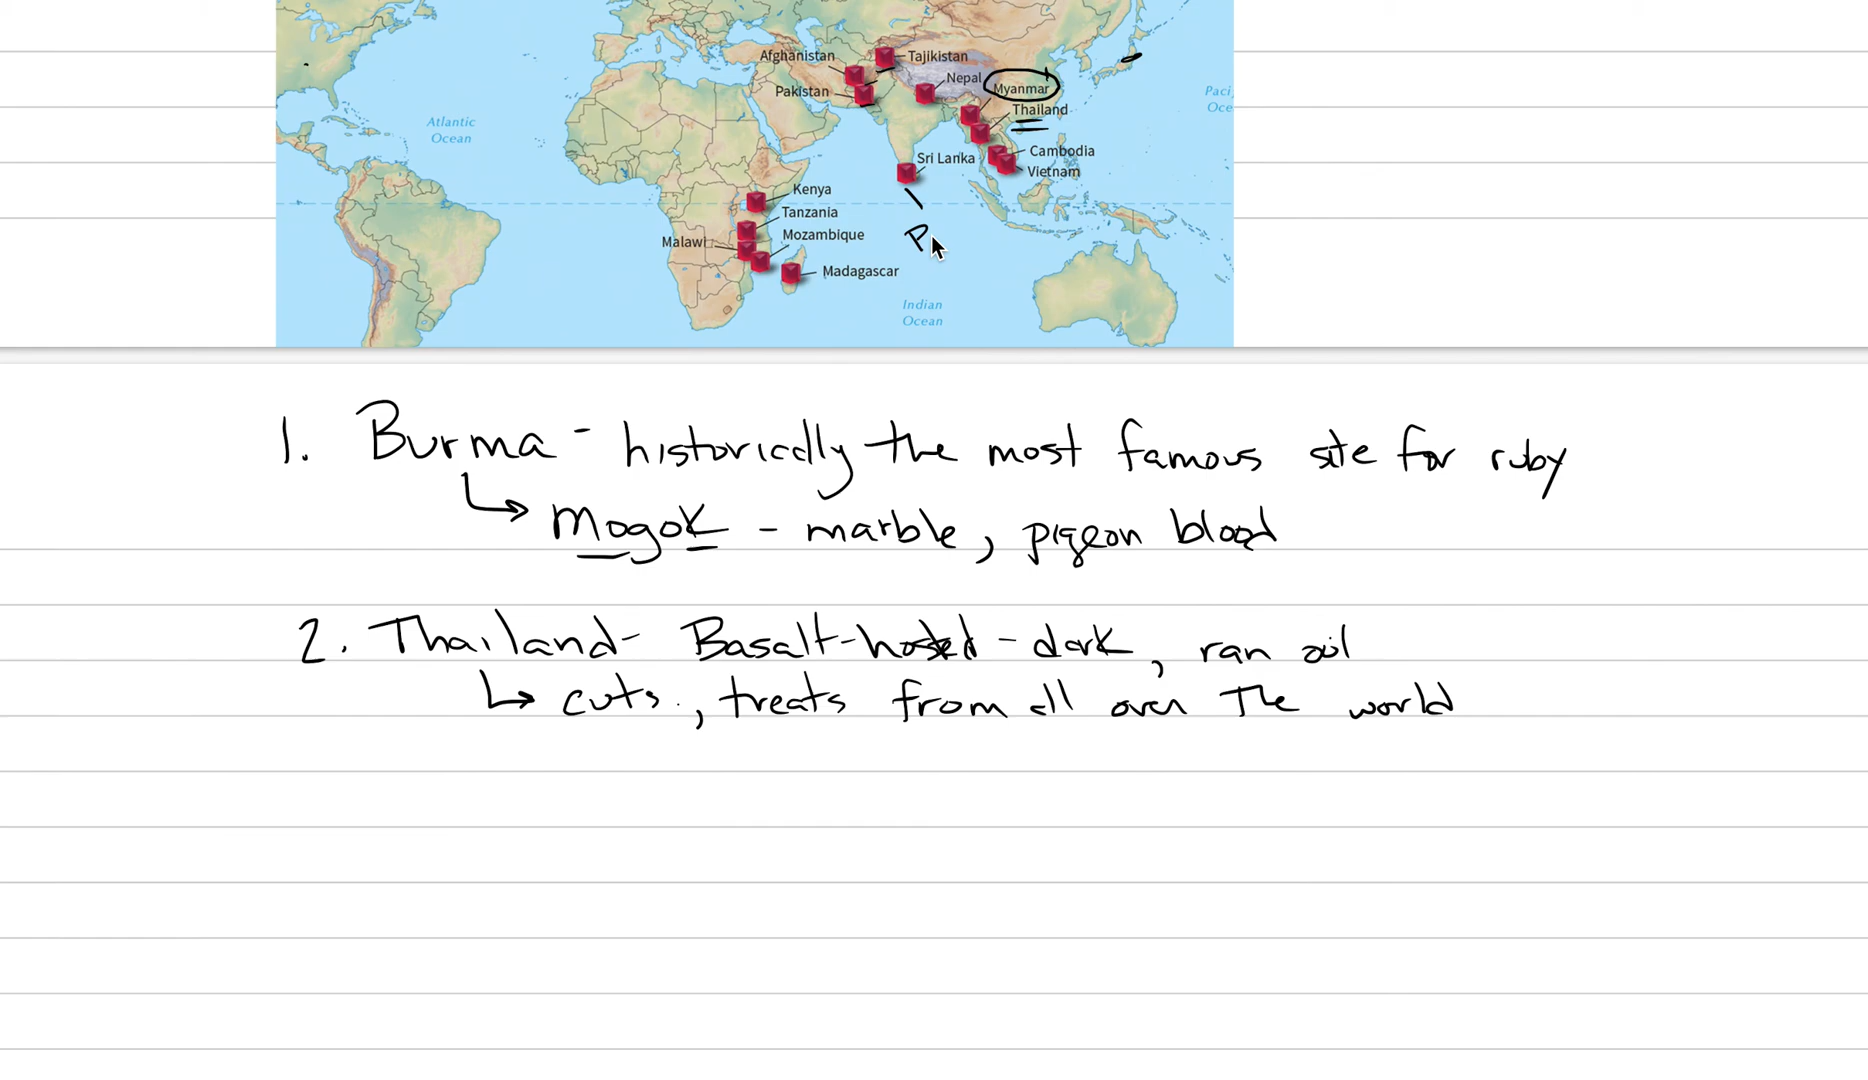 Afghanistan
Tajikistan
Nepal
Myanmar
Pakistan
Paci
Oce
Thailand
Atlantic
Ocean
Cambodia
Sri Lanka
Vietnam
Kenya
Tanzania
Mozambique
Malawi
P
Madagascar
Indian
Ocean
1. Burma - historically the most famous site for ruby
↳ Mogok - marble, pigeon blood
2. Thailand - Basalt-hosted - dark, ran out
↳ cuts, treats from all over the world